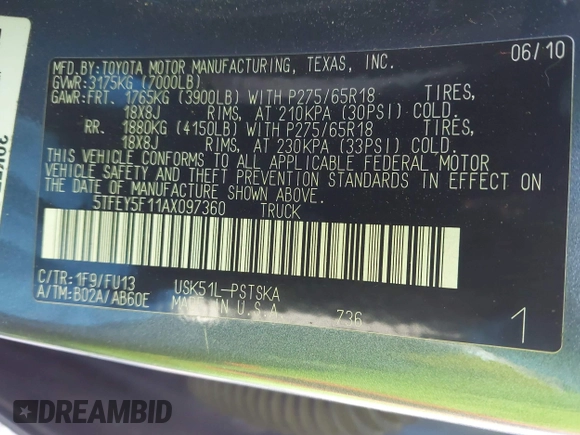 MFD.BY:TOYOTA MOTOR MANUFACTURING, TEXAS, INC. 06/10
GVWR:3175KG (7000LB)
GAWR:FRT. 1765KG (3900LB) WITH P275/65R18 TIRES,
18X8J RIMS, AT 210KPA (30PSI) COLD.
RR. 1880KG (4150LB) WITH P275/65R18 TIRES,
18X8J RIMS, AT 230KPA (33PSI) COLD.
THIS VEHICLE CONFORMS TO ALL APPLICABLE FEDERAL MOTOR
VEHICLE SAFETY AND THEFT PREVENTION STANDARDS IN EFFECT ON
THE DATE OF MANUFACTURE SHOWN ABOVE.
5TFEY5F11AX097360 TRUCK
C/TR:1F9/FU13 USK51L-PSTSKA
A/TM:B02A/AB60E MADE IN U.S.A. 736 1
DREAMBID